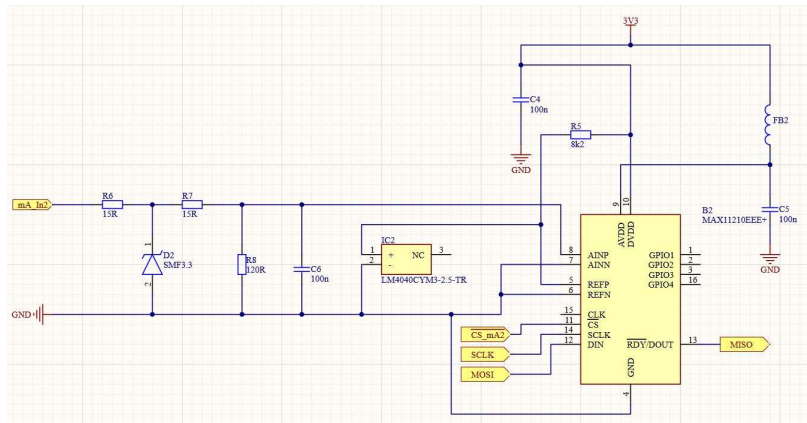 3V3
C4
100n
R5
8k2
FB2
GND
R6
15R
R7
15R
mA_In2
B2
MAX11210EEE+
C5
100n
9
10
AVDD
DVDD
GND
1
D2
SMF3.3
2
R8
120R
C6
100n
IC2
1
+
NC
3
2
-
LM4040CYM3-2.5-TR
8
AINP
GPIO1
1
7
AINN
GPIO2
2
GPIO3
3
5
REFP
GPIO4
16
6
REFN
GND
15
CLK
CS_mA2
11
CS
14
SCLK
SCLK
12
DIN
RDY/DOUT
13
MISO
MOSI
GND
4